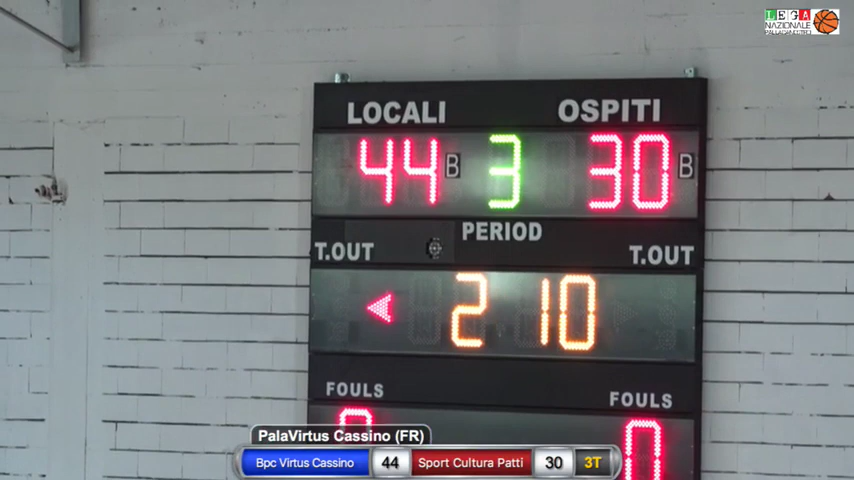 LEGA
NAZIONALE
PALLACANESTRO
LOCALI OSPITI
44 B 3 30 B
PERIOD
T.OUT T.OUT
2 10
FOULS FOULS
0 0
PalaVirtus Cassino (FR)
Bpc Virtus Cassino 44 Sport Cultura Patti 30 3T